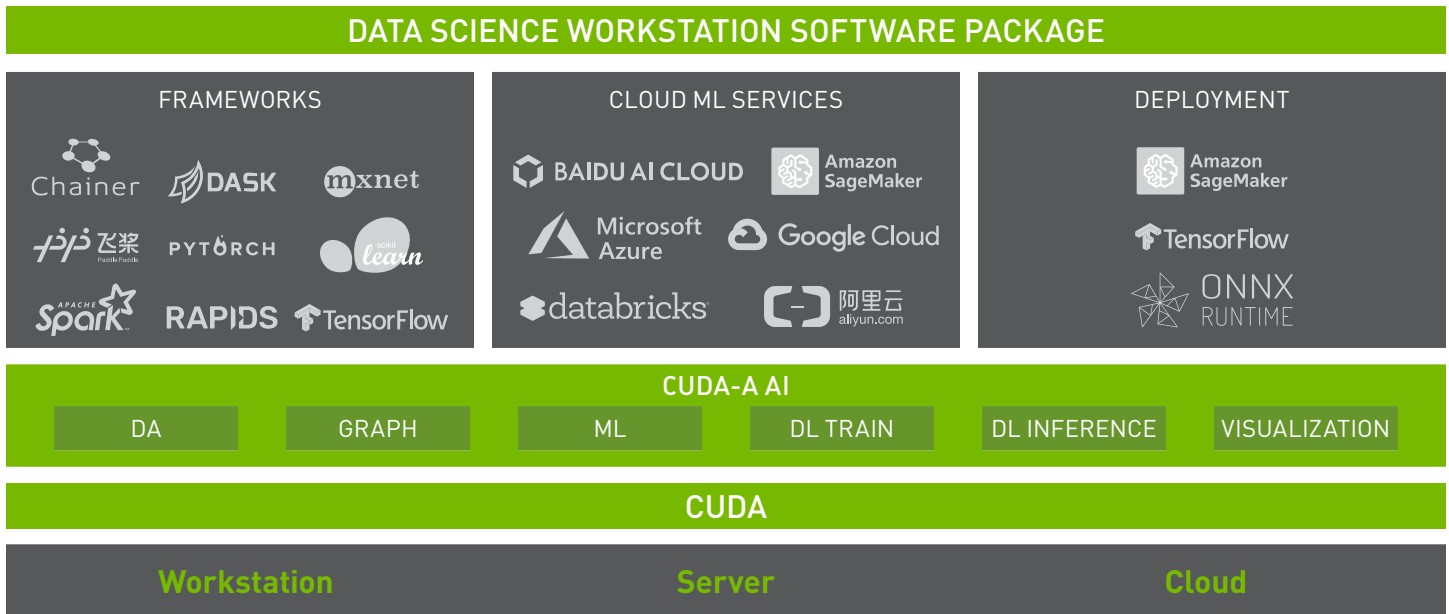 DATA SCIENCE WORKSTATION SOFTWARE PACKAGE
FRAMEWORKS
Chainer
DASK
mxnet
飞桨
Paddle Paddle
PYTORCH
scikit
learn
APACHE
Spark
RAPIDS
TensorFlow
CLOUD ML SERVICES
BAIDU AI CLOUD
Amazon
SageMaker
Microsoft
Azure
Google Cloud
databricks
阿里云
aliyun.com
DEPLOYMENT
Amazon
SageMaker
TensorFlow
ONNX
RUNTIME
CUDA-A AI
DA
GRAPH
ML
DL TRAIN
DL INFERENCE
VISUALIZATION
CUDA
Workstation
Server
Cloud